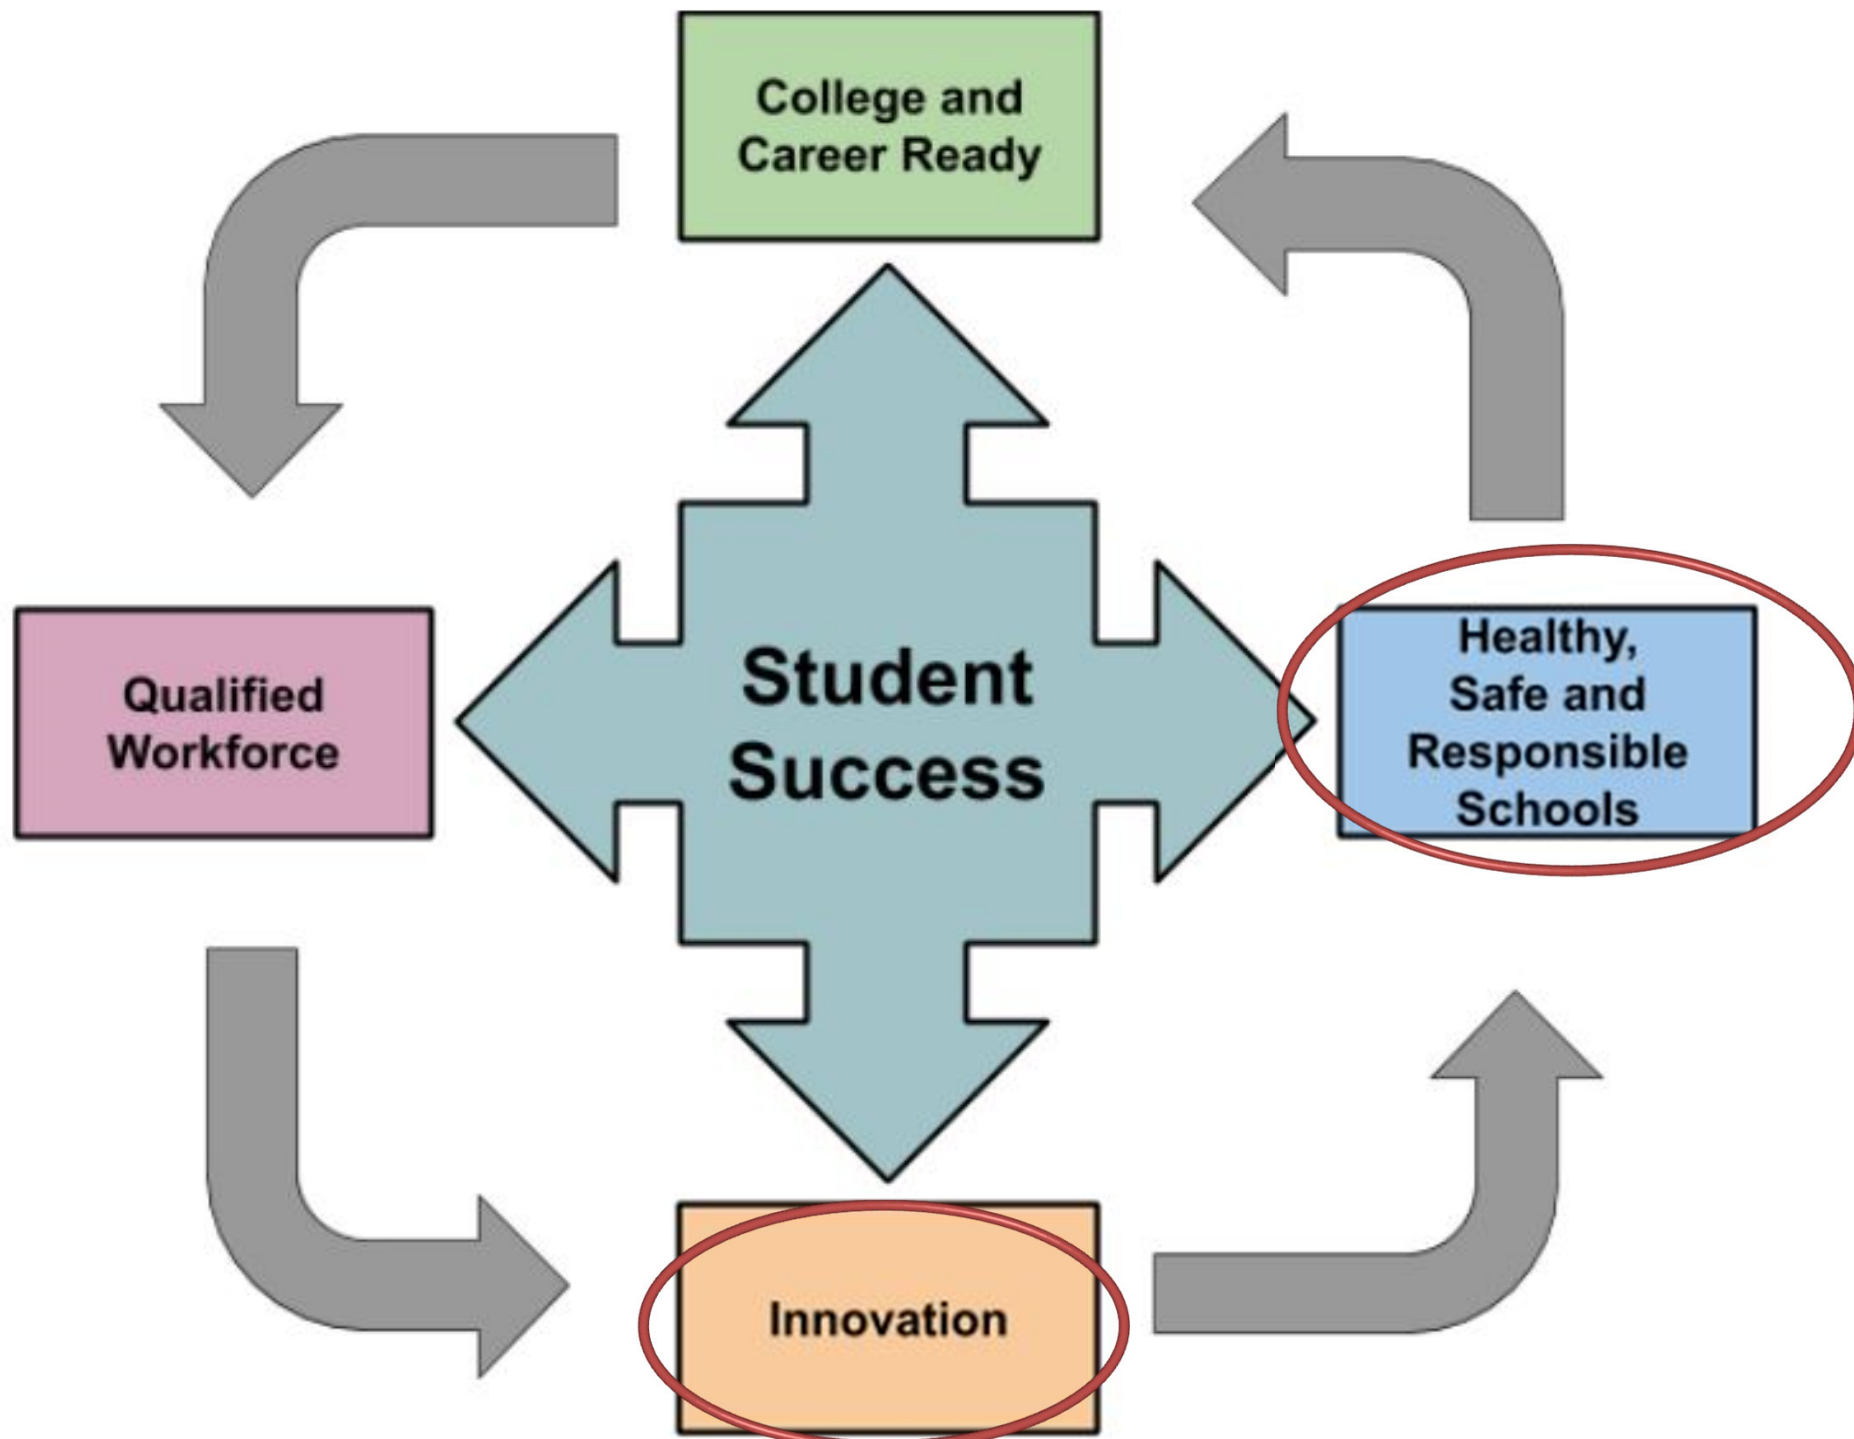 College and
Career Ready
Qualified
Workforce
Student
Success
Healthy,
Safe and
Responsible
Schools
Innovation